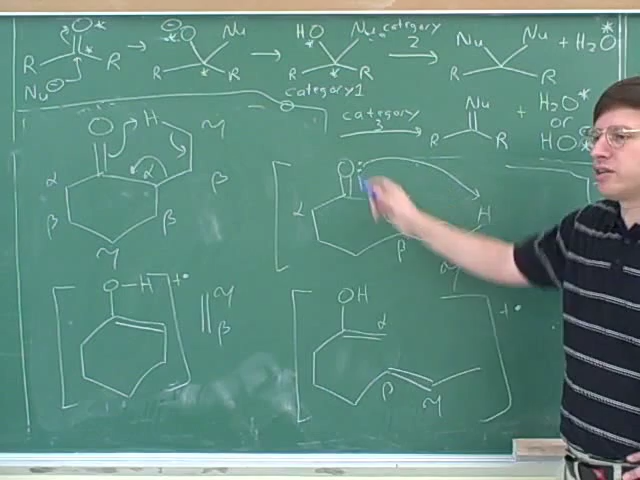 O* → ⊖O* Nu → HO* Nu category 2 → Nu Nu + H₂O*
R R R * R R * R R R
Nu⊖ category 1
category 3 → Nu + H₂O* or HO*
R R
O H γ
α α β
β β
γ
O :
α H
β
γ
O–H +•
γ
β
OH +•
α
β γ